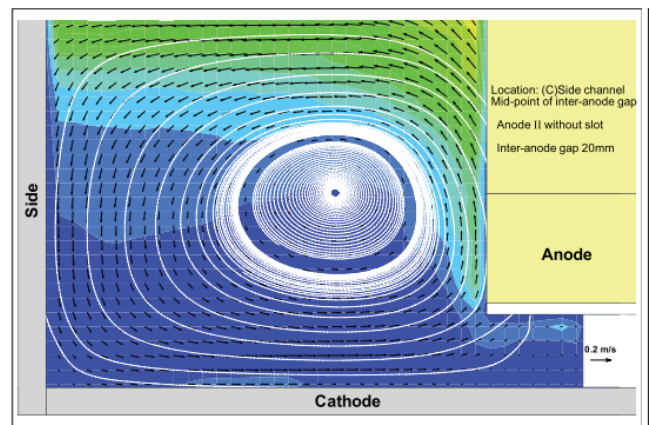 Location: (C)Side channel
Mid-point of inter-anode gap
Anode II without slot
Inter-anode gap 20mm
Side
Anode
0.2 m/s
Cathode